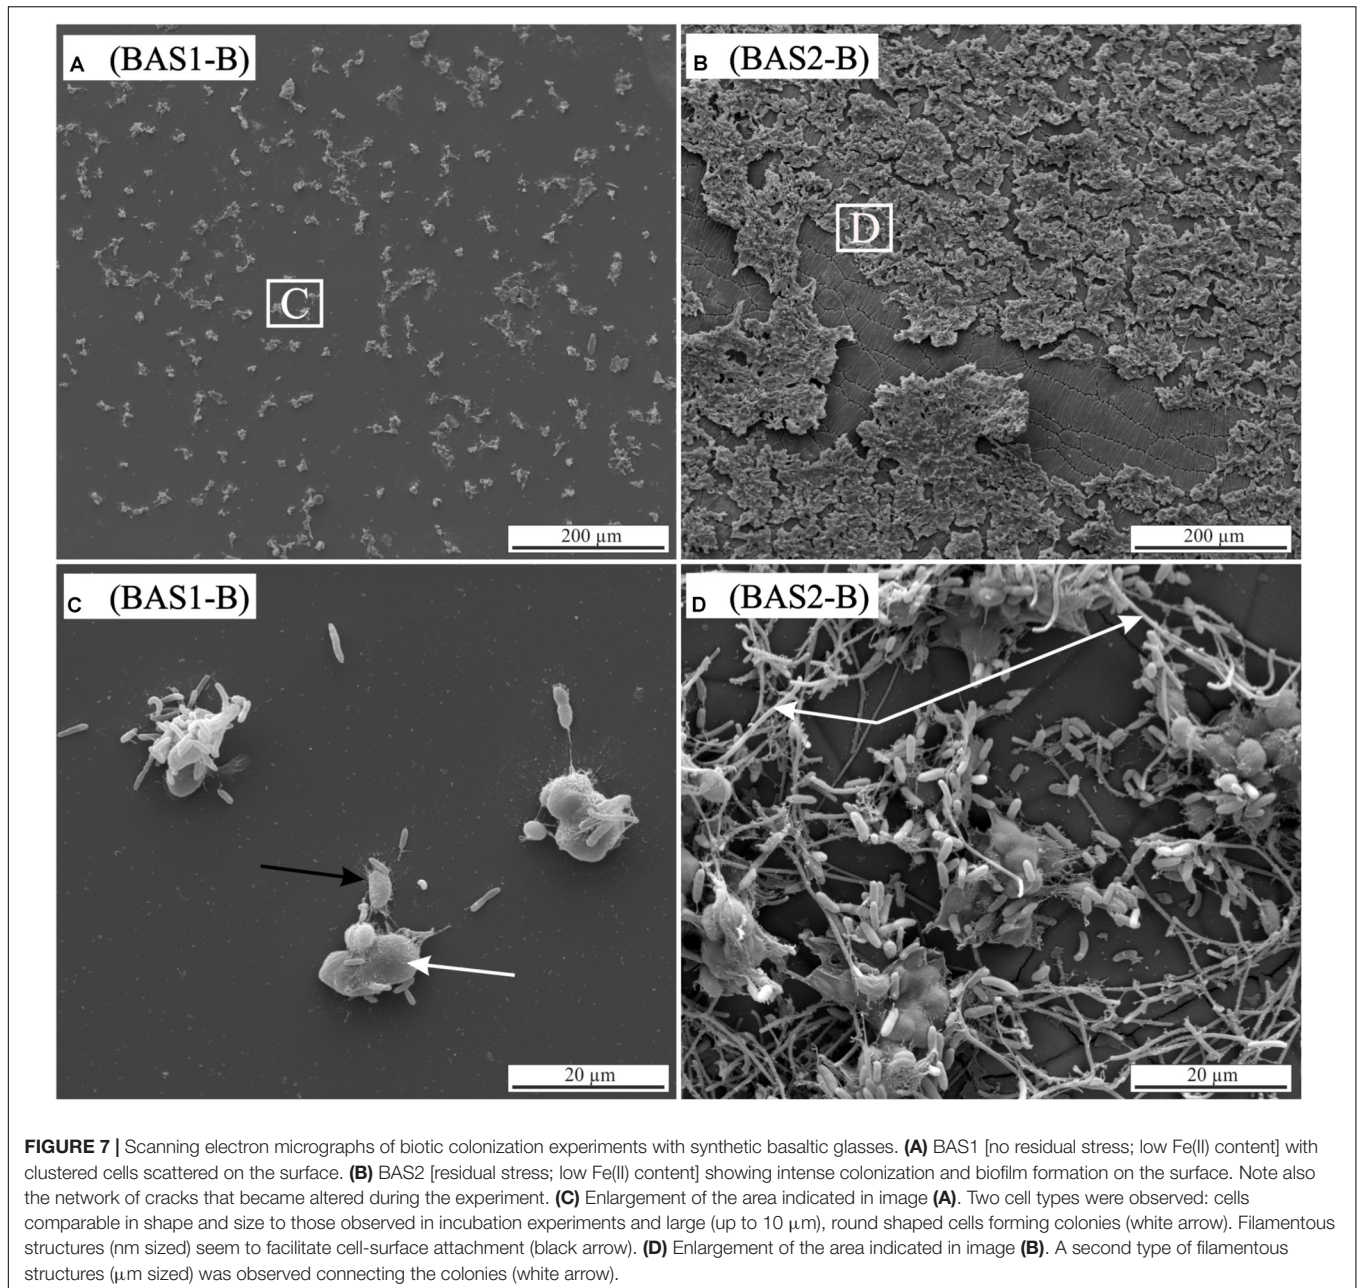 A (BAS1-B)
B (BAS2-B)
C
D
200 µm
200 µm
C (BAS1-B)
D (BAS2-B)
20 µm
20 µm
FIGURE 7 | Scanning electron micrographs of biotic colonization experiments with synthetic basaltic glasses. (A) BAS1 [no residual stress; low Fe(II) content] with
clustered cells scattered on the surface. (B) BAS2 [residual stress; low Fe(II) content] showing intense colonization and biofilm formation on the surface. Note also
the network of cracks that became altered during the experiment. (C) Enlargement of the area indicated in image (A). Two cell types were observed: cells
comparable in shape and size to those observed in incubation experiments and large (up to 10 µm), round shaped cells forming colonies (white arrow). Filamentous
structures (nm sized) seem to facilitate cell-surface attachment (black arrow). (D) Enlargement of the area indicated in image (B). A second type of filamentous
structures (µm sized) was observed connecting the colonies (white arrow).